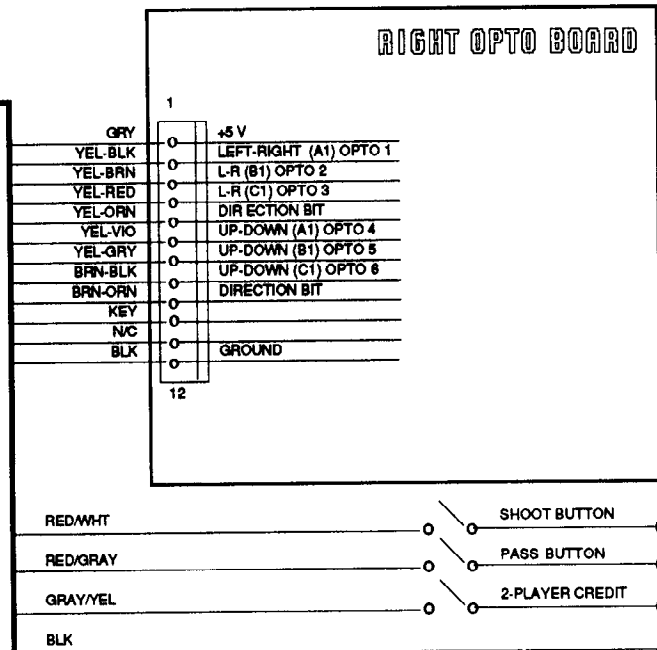 RIGHT OPTO BOARD
1
GRY +5 V
YEL-BLK LEFT-RIGHT (A1) OPTO 1
YEL-BRN L-R (B1) OPTO 2
YEL-RED L-R (C1) OPTO 3
YEL-ORN DIRECTION BIT
YEL-VIO UP-DOWN (A1) OPTO 4
YEL-GRY UP-DOWN (B1) OPTO 5
BRN-BLK UP-DOWN (C1) OPTO 6
BRN-ORN DIRECTION BIT
KEY
N/C
BLK GROUND
12
RED/WHT SHOOT BUTTON
RED/GRAY PASS BUTTON
GRAY/YEL 2-PLAYER CREDIT
BLK